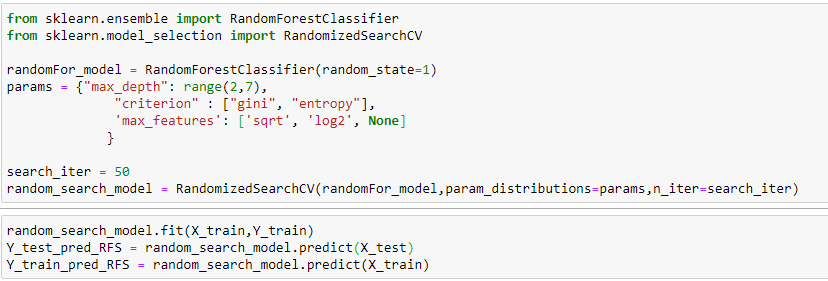 from sklearn.ensemble import RandomForestClassifier
from sklearn.model_selection import RandomizedSearchCV

randomFor_model = RandomForestClassifier(random_state=1)
params = {"max_depth": range(2,7),
              "criterion" : ["gini", "entropy"],
              'max_features': ['sqrt', 'log2', None]
             }

search_iter = 50
random_search_model = RandomizedSearchCV(randomFor_model,param_distributions=params,n_iter=search_iter)

random_search_model.fit(X_train,Y_train)
Y_test_pred_RFS = random_search_model.predict(X_test)
Y_train_pred_RFS = random_search_model.predict(X_train)